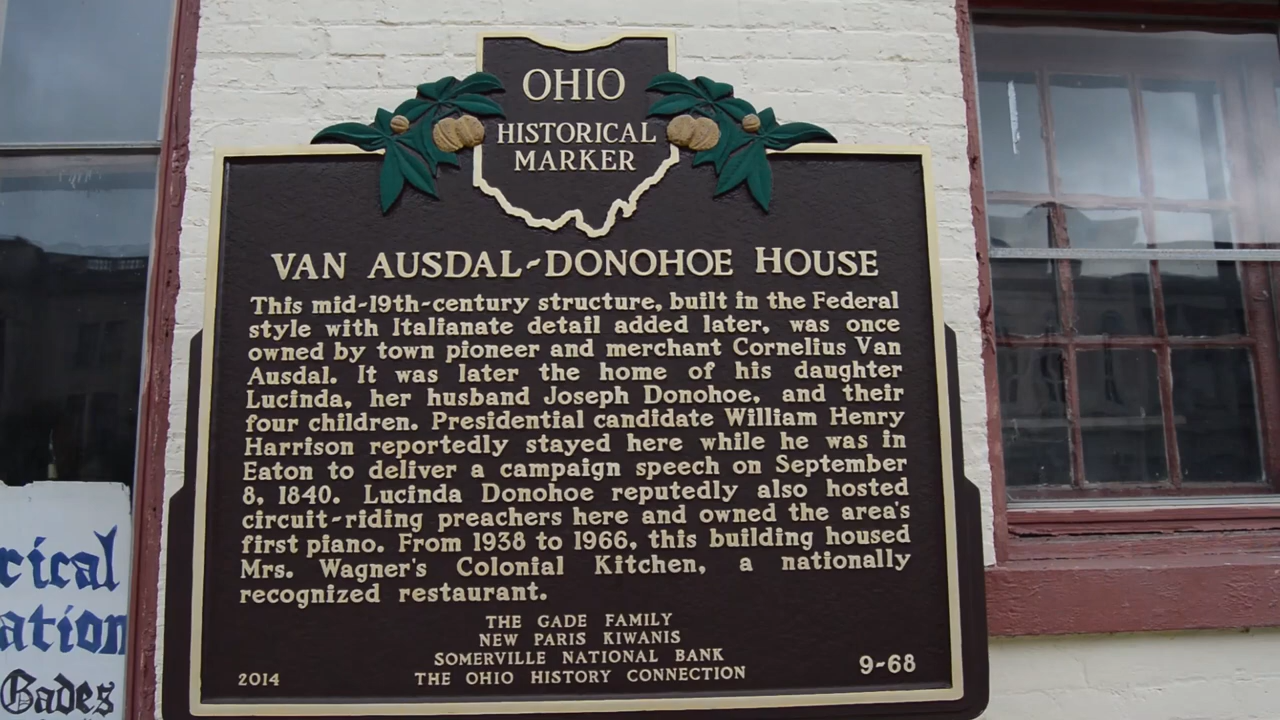 OHIO
HISTORICAL
MARKER
VAN AUSDAL-DONOHOE HOUSE
This mid-19th-century structure, built in the Federal
style with Italianate detail added later, was once
owned by town pioneer and merchant Cornelius Van
Ausdal. It was later the home of his daughter
Lucinda, her husband Joseph Donohoe, and their
four children. Presidential candidate William Henry
Harrison reportedly stayed here while he was in
Eaton to deliver a campaign speech on September
8, 1840. Lucinda Donohoe reputedly also hosted
circuit-riding preachers here and owned the area's
first piano. From 1938 to 1966, this building housed
Mrs. Wagner's Colonial Kitchen, a nationally
recognized restaurant.
THE GADE FAMILY
NEW PARIS KIWANIS
SOMERVILLE NATIONAL BANK
THE OHIO HISTORY CONNECTION
2014
9-68
rical
ation
Gades